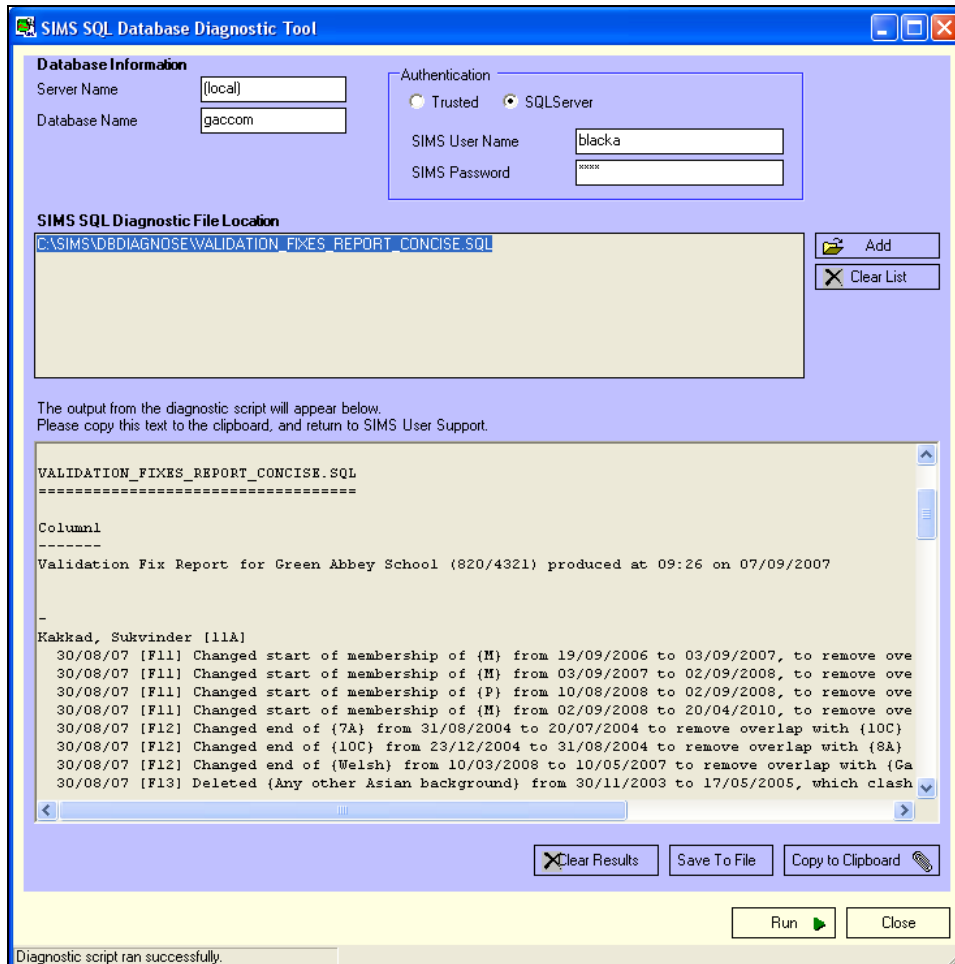 SIMS SQL Database Diagnostic Tool
Database Information
Server Name (local)
Database Name gaccom
Authentication
Trusted SQLServer
SIMS User Name blacka
SIMS Password ****
SIMS SQL Diagnostic File Location
C:\SIMS\DBDIAGNOSE\VALIDATION_FIXES_REPORT_CONCISE.SQL
Add
Clear List
The output from the diagnostic script will appear below.
Please copy this text to the clipboard, and return to SIMS User Support.
VALIDATION_FIXES_REPORT_CONCISE.SQL
===================================
Column1
-------
Validation Fix Report for Green Abbey School (820/4321) produced at 09:26 on 07/09/2007
-
Kakkad, Sukvinder [11A]
30/08/07 [F11] Changed start of membership of {M} from 19/09/2006 to 03/09/2007, to remove ove
30/08/07 [F11] Changed start of membership of {M} from 03/09/2007 to 02/09/2008, to remove ove
30/08/07 [F11] Changed start of membership of {P} from 10/08/2008 to 02/09/2008, to remove ove
30/08/07 [F11] Changed start of membership of {M} from 02/09/2008 to 20/04/2010, to remove ove
30/08/07 [F12] Changed end of {7A} from 31/08/2004 to 20/07/2004 to remove overlap with {10C}
30/08/07 [F12] Changed end of {10C} from 23/12/2004 to 31/08/2004 to remove overlap with {8A}
30/08/07 [F12] Changed end of {Welsh} from 10/03/2008 to 10/05/2007 to remove overlap with {Ga
30/08/07 [F13] Deleted {Any other Asian background} from 30/11/2003 to 17/05/2005, which clash
Clear Results
Save To File
Copy to Clipboard
Run
Close
Diagnostic script ran successfully.